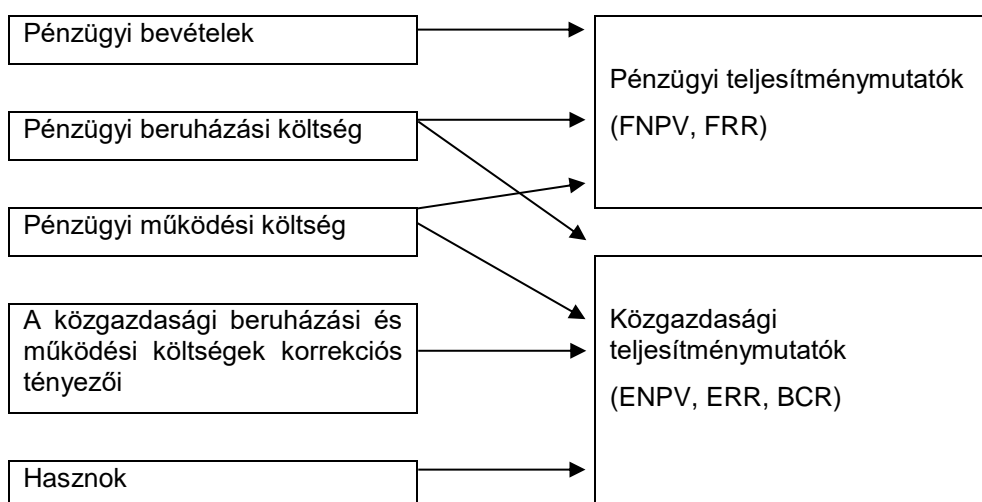 Pénzügyi bevételek
Pénzügyi beruházási költség
Pénzügyi működési költség
A közgazdasági beruházási és
működési költségek korrekciós
tényezői
Hasznok
Pénzügyi teljesítménymutatók
(FNPV, FRR)
Közgazdasági
teljesítménymutatók
(ENPV, ERR, BCR)